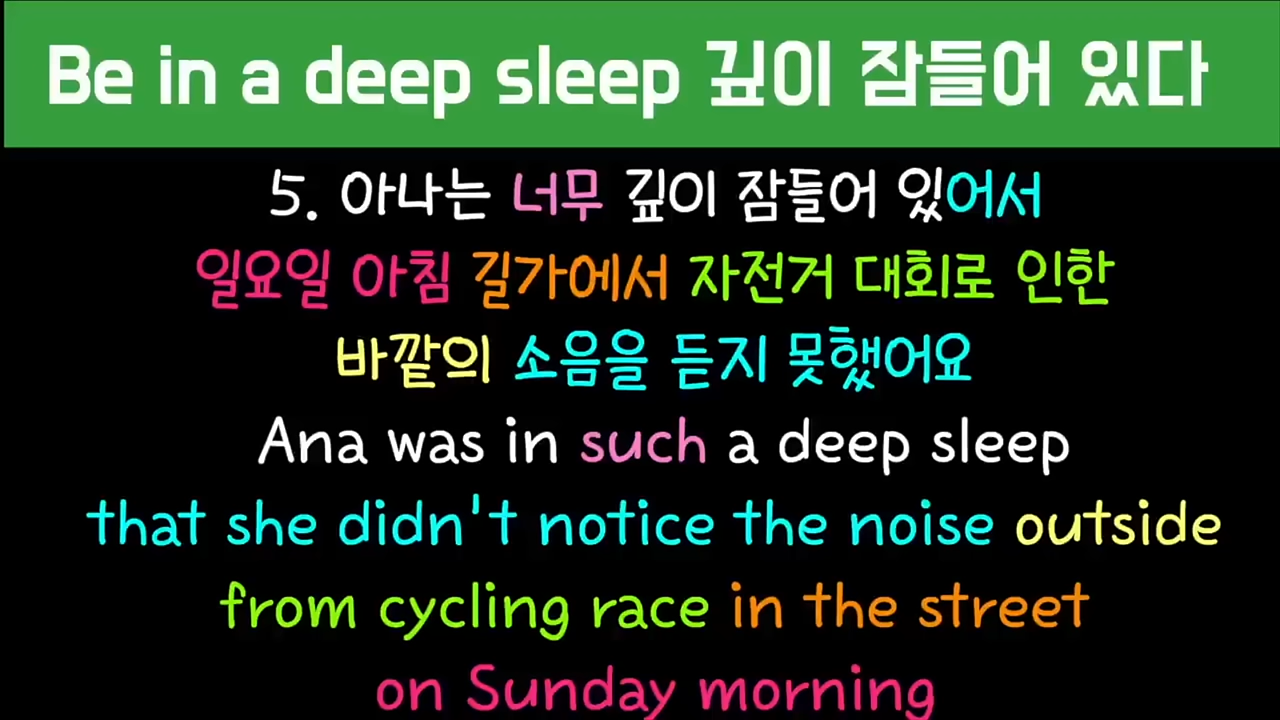 Be in a deep sleep 깊이 잠들어 있다
5. 아나는 너무 깊이 잠들어 있어서
일요일 아침 길가에서 자전거 대회로 인한
바깥의 소음을 듣지 못했어요
Ana was in such a deep sleep
that she didn't notice the noise outside
from cycling race in the street
on Sunday morning